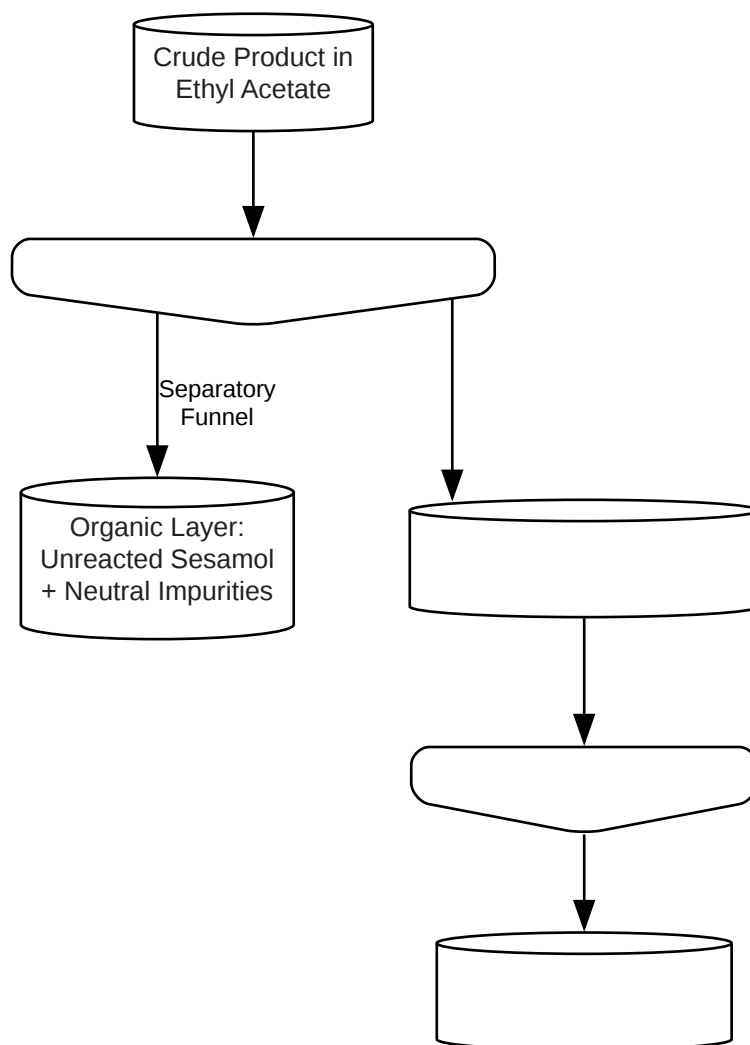 Crude Product in
Ethyl Acetate
Separatory
Funnel
Organic Layer:
Unreacted Sesamol
+ Neutral Impurities